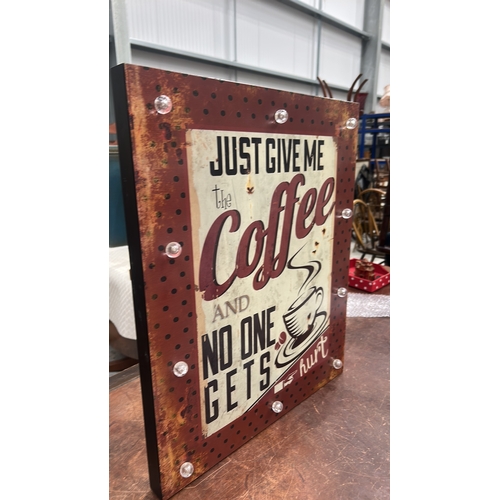 JUST GIVE ME
the
Coffee
AND
NO ONE
GETS
hurt